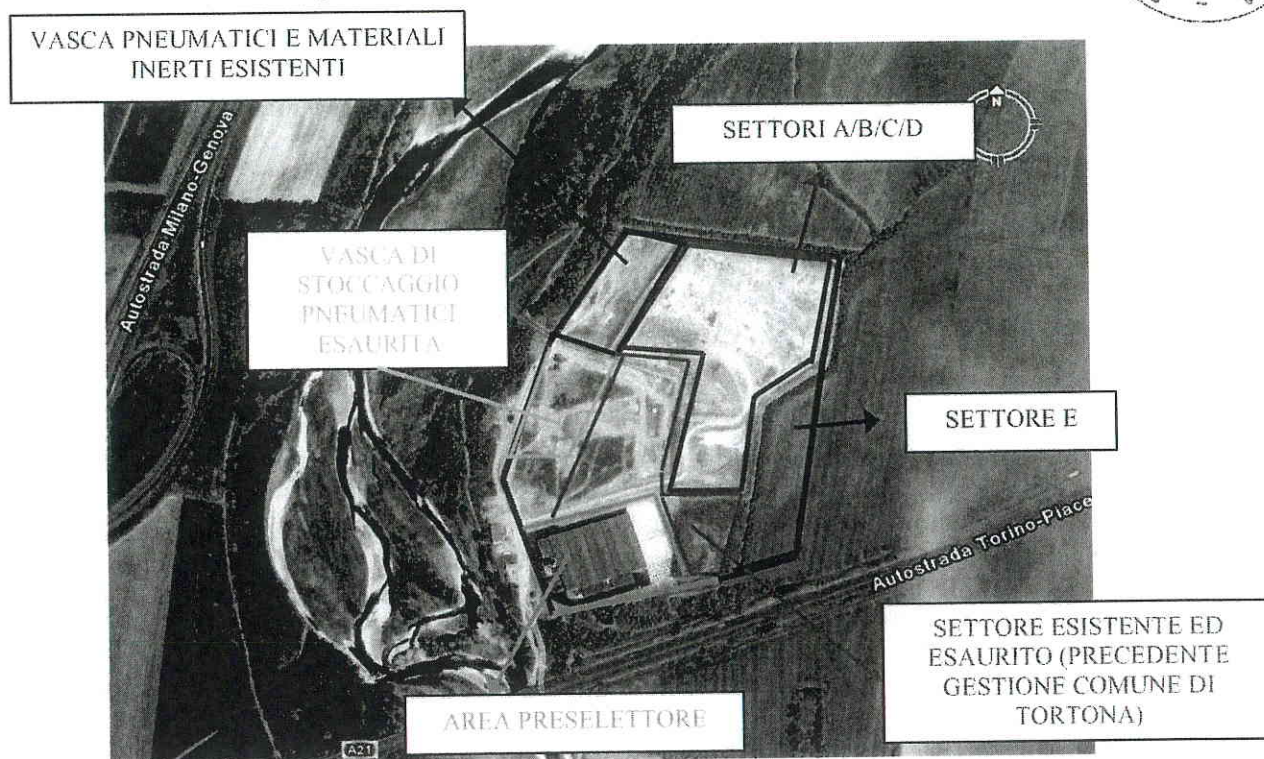 VASCA PNEUMATICI E MATERIALI
INERTI ESISTENTI
SETTORI A/B/C/D
N
Autostrada Milano-Genova
VASCA DI
STOCCAGGIO
PNEUMATICI
ESAURITA
SETTORE E
Autostrada Torino-Piace
SETTORE ESISTENTE ED
ESAURITO (PRECEDENTE
GESTIONE COMUNE DI
TORTONA)
AREA PRESELETTORE
A21